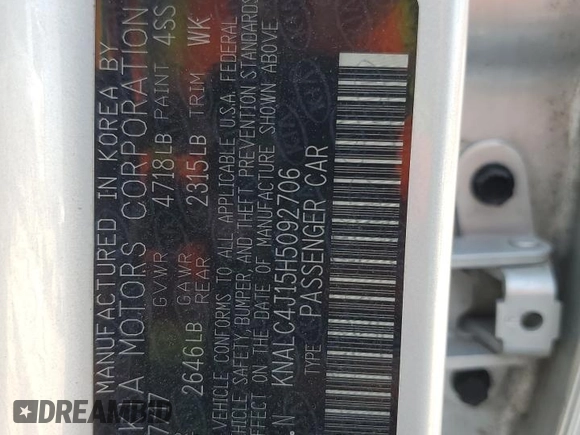 MANUFACTURED IN KOREA BY
KIA MOTORS CORPORATION
GVWR 4718LB PAINT 4SS
2646LB GAWR REAR 2315LB TRIM WK
VEHICLE CONFORMS TO ALL APPLICABLE U.S.A. FEDERAL
VEHICLE SAFETY, BUMPER, AND THEFT PREVENTION STANDARDS
EFFECT ON THE DATE OF MANUFACTURE SHOWN ABOVE.
N KNALC4J15H5092706
TYPE PASSENGER CAR
DREAMBID